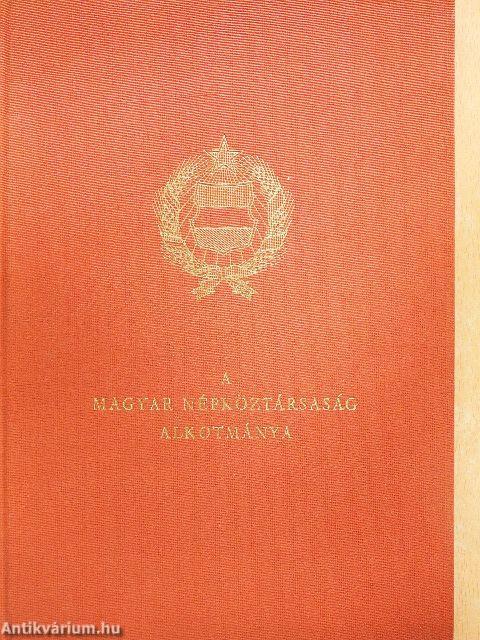 A
MAGYAR NÉPKÖZTÁRSASÁG
ALKOTMÁNYA
Antikvárium.hu